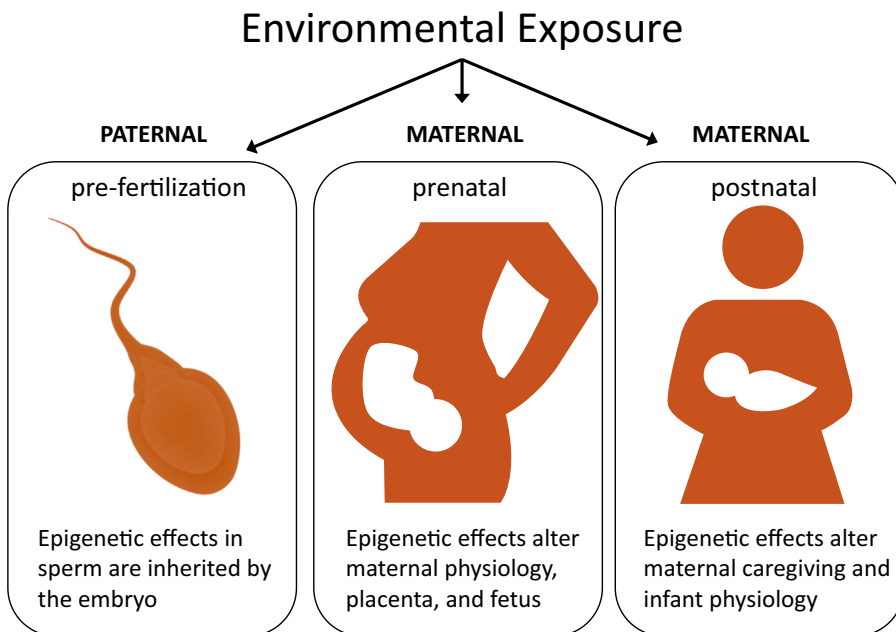 Environmental Exposure
PATERNAL
MATERNAL
MATERNAL
pre-fertilization
prenatal
postnatal
Epigenetic effects in
sperm are inherited by
the embryo
Epigenetic effects alter
maternal physiology,
placenta, and fetus
Epigenetic effects alter
maternal caregiving and
infant physiology